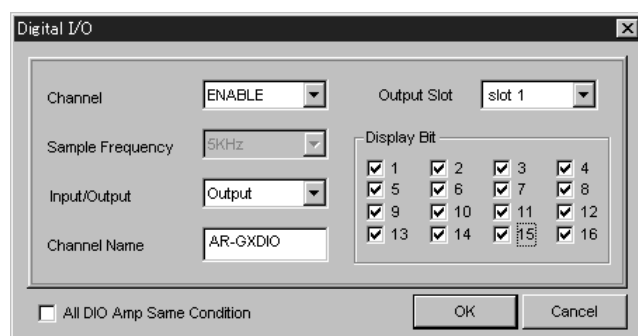 Digital I/O
Channel
ENABLE
Output Slot
slot 1
Sample Frequency
5KHz
Display Bit
1 2 3 4
5 6 7 8
9 10 11 12
13 14 15 16
Input/Output
Output
Channel Name
AR-GXDIO
All DIO Amp Same Condition
OK
Cancel